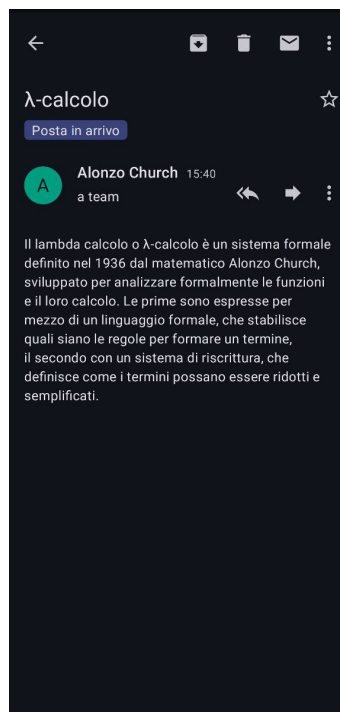 λ-calcolo
Posta in arrivo
A
Alonzo Church 15:40
a team
Il lambda calcolo o λ-calcolo è un sistema formale
definito nel 1936 dal matematico Alonzo Church,
sviluppato per analizzare formalmente le funzioni
e il loro calcolo. Le prime sono espresse per
mezzo di un linguaggio formale, che stabilisce
quali siano le regole per formare un termine,
il secondo con un sistema di riscrittura, che
definisce come i termini possano essere ridotti e
semplificati.